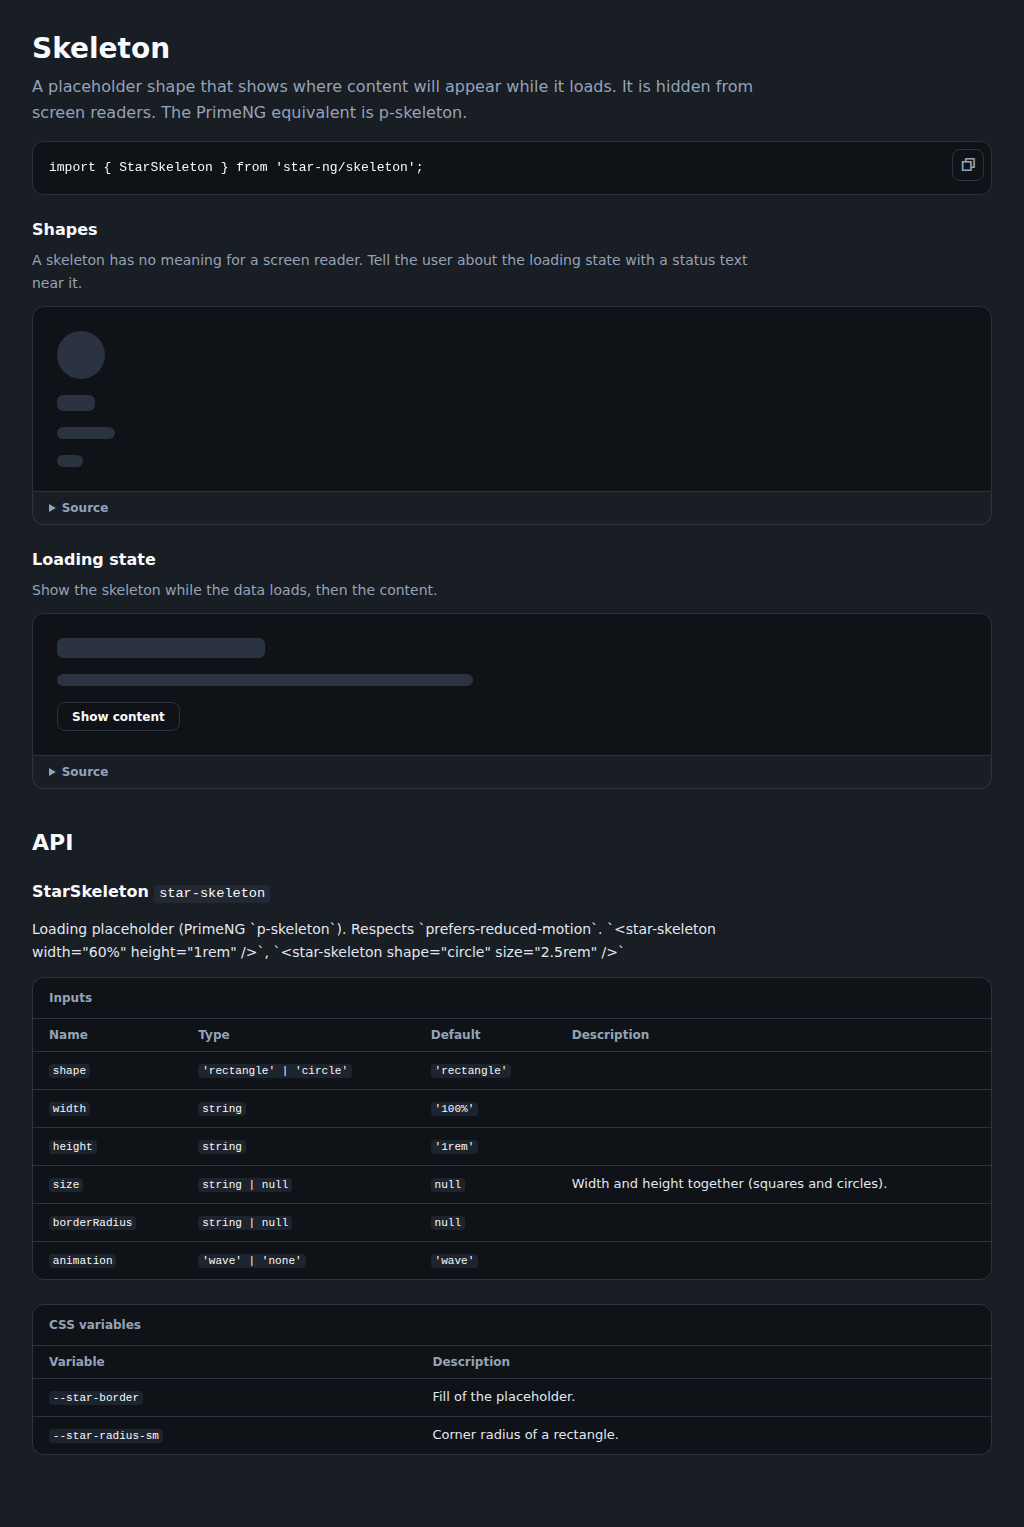 Skeleton
A placeholder shape that shows where content will appear while it loads. It is hidden from
screen readers. The PrimeNG equivalent is p-skeleton.
import { StarSkeleton } from 'star-ng/skeleton';
Shapes
A skeleton has no meaning for a screen reader. Tell the user about the loading state with a status text
near it.
Source
Loading state
Show the skeleton while the data loads, then the content.
Show content
Source
API
StarSkeleton star-skeleton
Loading placeholder (PrimeNG `p-skeleton`). Respects `prefers-reduced-motion`. `<star-skeleton
width="60%" height="1rem" />`, `<star-skeleton shape="circle" size="2.5rem" />`
Inputs
Name Type Default Description
shape 'rectangle' | 'circle' 'rectangle'
width string '100%'
height string '1rem'
size string | null null Width and height together (squares and circles).
borderRadius string | null null
animation 'wave' | 'none' 'wave'
CSS variables
Variable Description
--star-border Fill of the placeholder.
--star-radius-sm Corner radius of a rectangle.